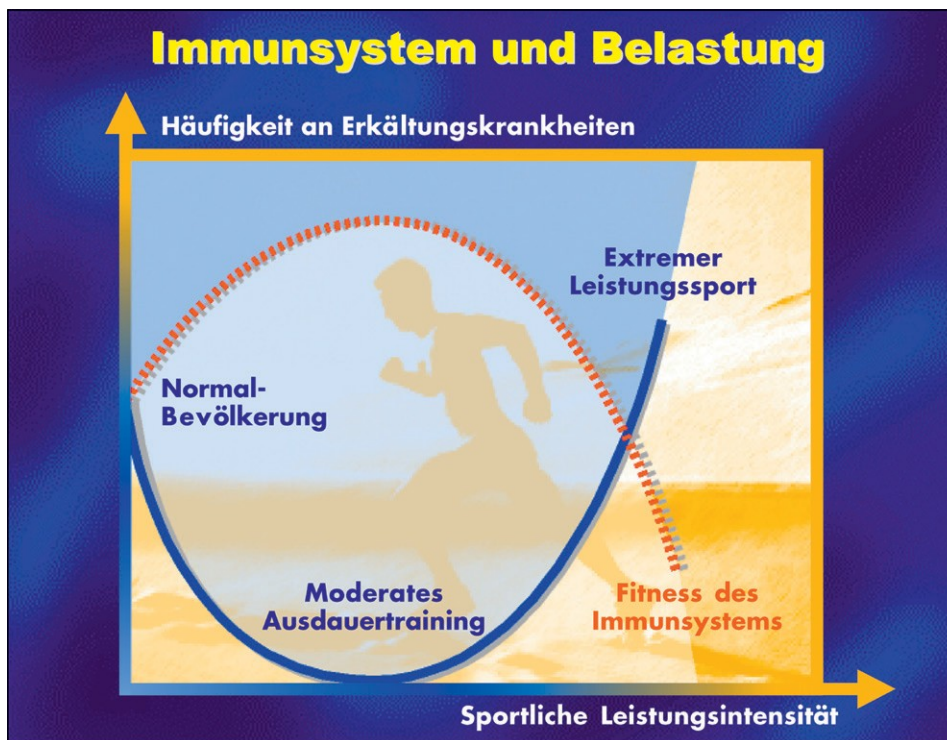 Immunsystem und Belastung
Häufigkeit an Erkältungskrankheiten
Extremer
Leistungssport
Normal-
Bevölkerung
Moderates
Ausdauertraining
Fitness des
Immunsystems
Sportliche Leistungsintensität